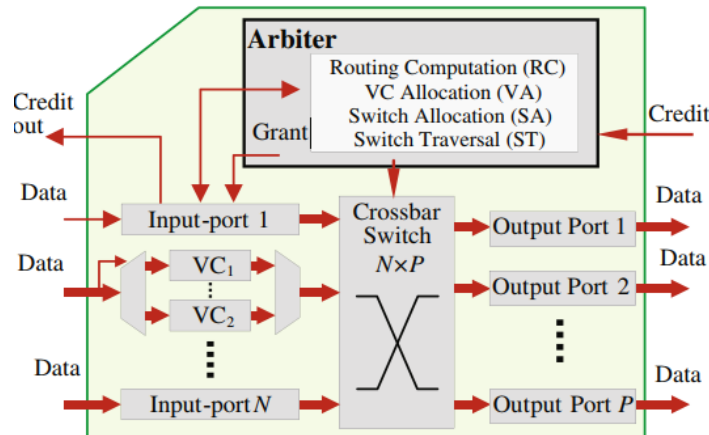 Arbiter
Routing Computation (RC)
VC Allocation (VA)
Switch Allocation (SA)
Switch Traversal (ST)
Credit
out
Grant
Credit
Data
Input-port 1
Crossbar
Switch
N×P
Output Port 1
Data
Data
VC1
VC2
Output Port 2
Data
Data
Input-port N
Output Port P
Data